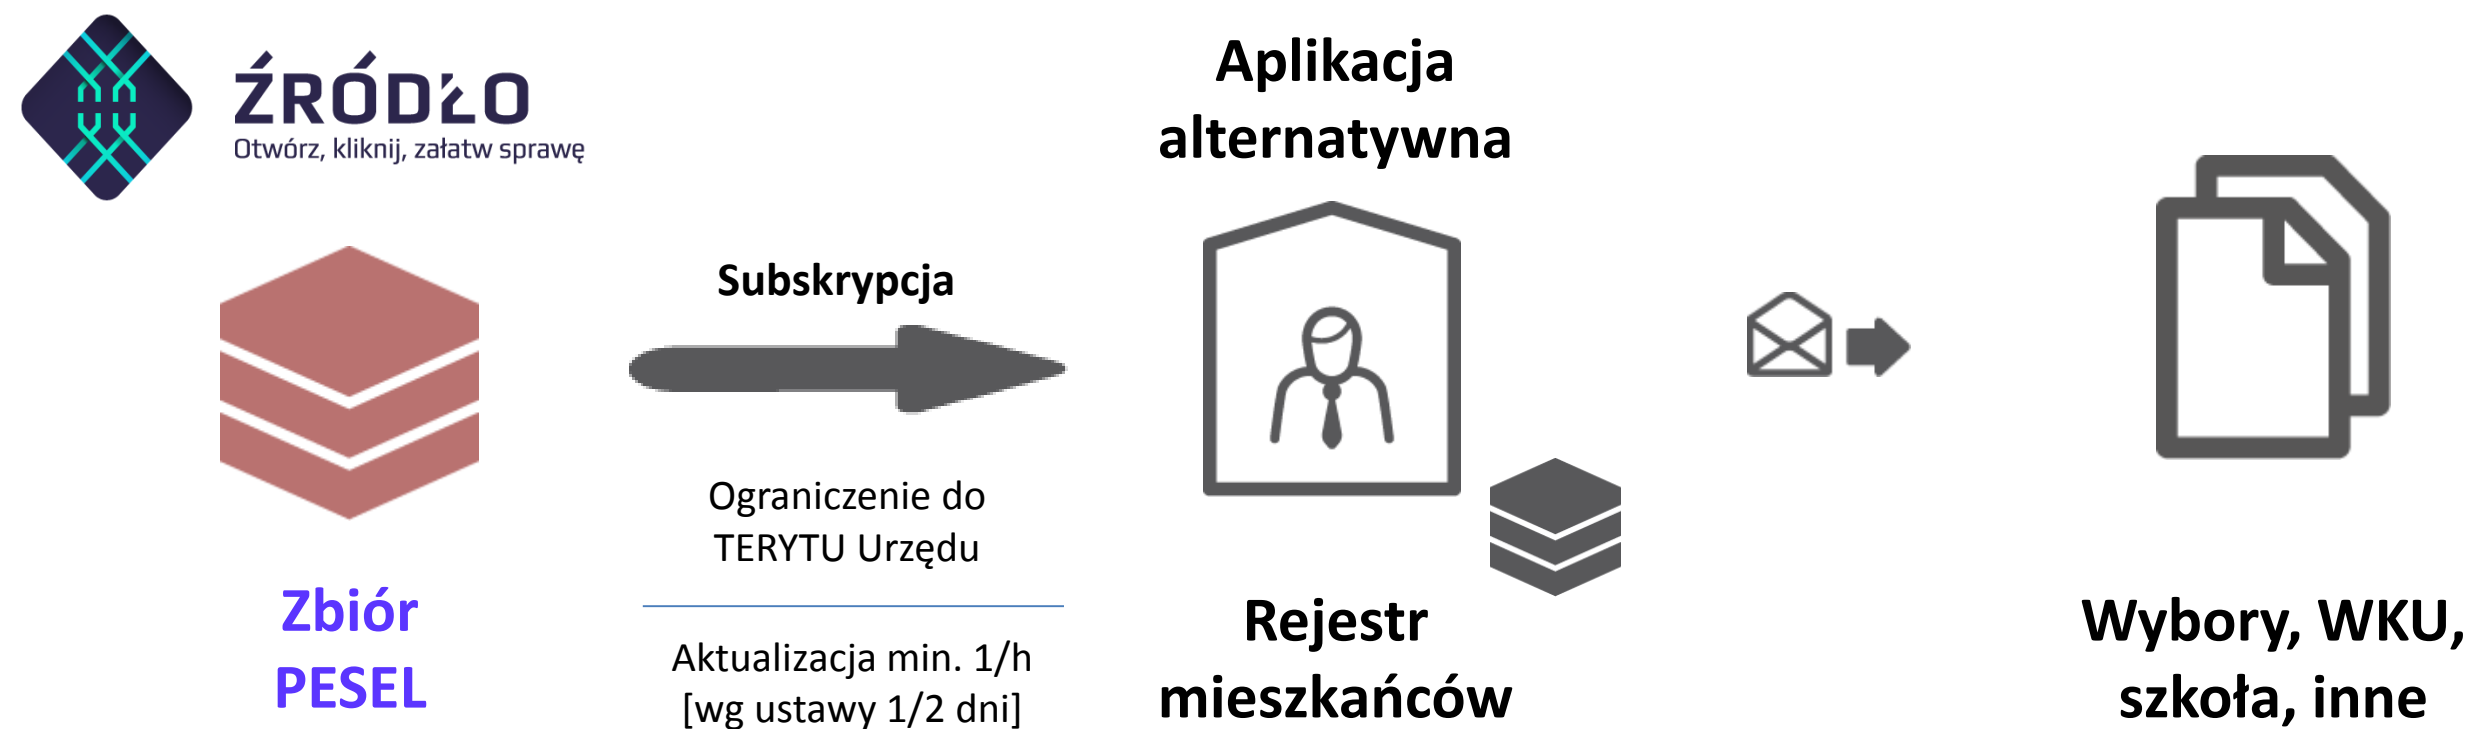 ŹRÓDŁO
Otwórz, kliknij, załatw sprawę
Zbiór
PESEL
Subskrypcja
Ograniczenie do
TERYTU Urzędu
Aktualizacja min. 1/h
[wg ustawy 1/2 dni]
Aplikacja
alternatywna
Rejestr
mieszkańców
Wybory, WKU,
szkoła, inne